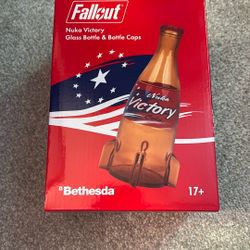 Fallout
Nuka Victory
Glass Bottle & Bottle Caps
Nuka
Victory
Bethesda
17+